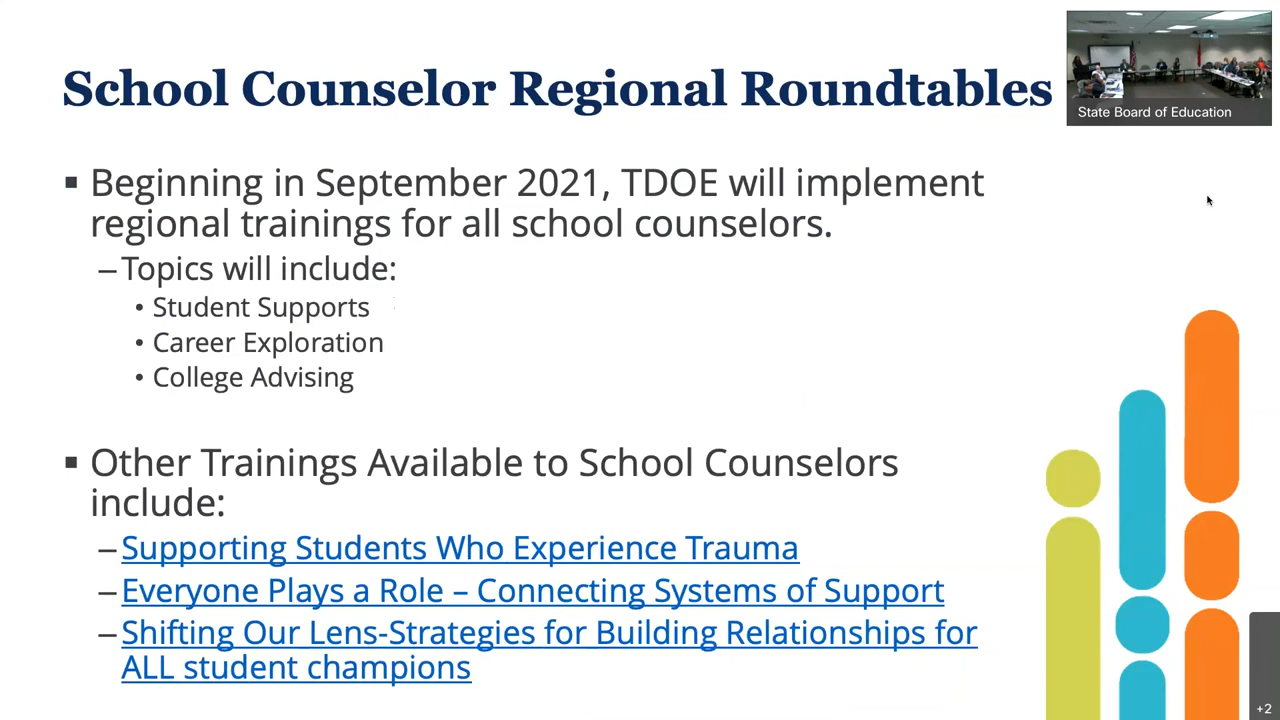 School Counselor Regional Roundtables
State Board of Education
▪ Beginning in September 2021, TDOE will implement
regional trainings for all school counselors.
– Topics will include:
• Student Supports
• Career Exploration
• College Advising
▪ Other Trainings Available to School Counselors
include:
– Supporting Students Who Experience Trauma
– Everyone Plays a Role – Connecting Systems of Support
– Shifting Our Lens-Strategies for Building Relationships for
ALL student champions
+2